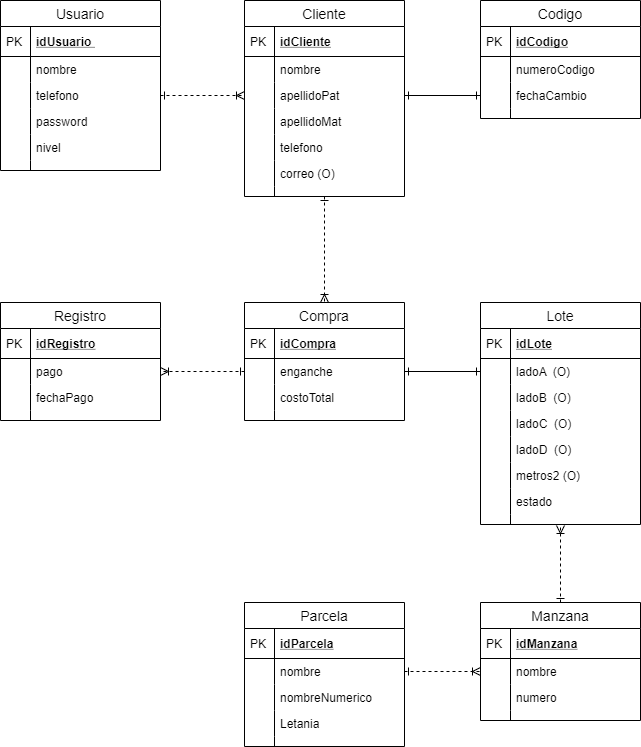 Usuario
PK idUsuario
nombre
telefono
password
nivel
Cliente
PK idCliente
nombre
apellidoPat
apellidoMat
telefono
correo (O)
Codigo
PK idCodigo
numeroCodigo
fechaCambio
Registro
PK idRegistro
pago
fechaPago
Compra
PK idCompra
enganche
costoTotal
Lote
PK idLote
ladoA (O)
ladoB (O)
ladoC (O)
ladoD (O)
metros2 (O)
estado
Parcela
PK idParcela
nombre
nombreNumerico
Letania
Manzana
PK idManzana
nombre
numero